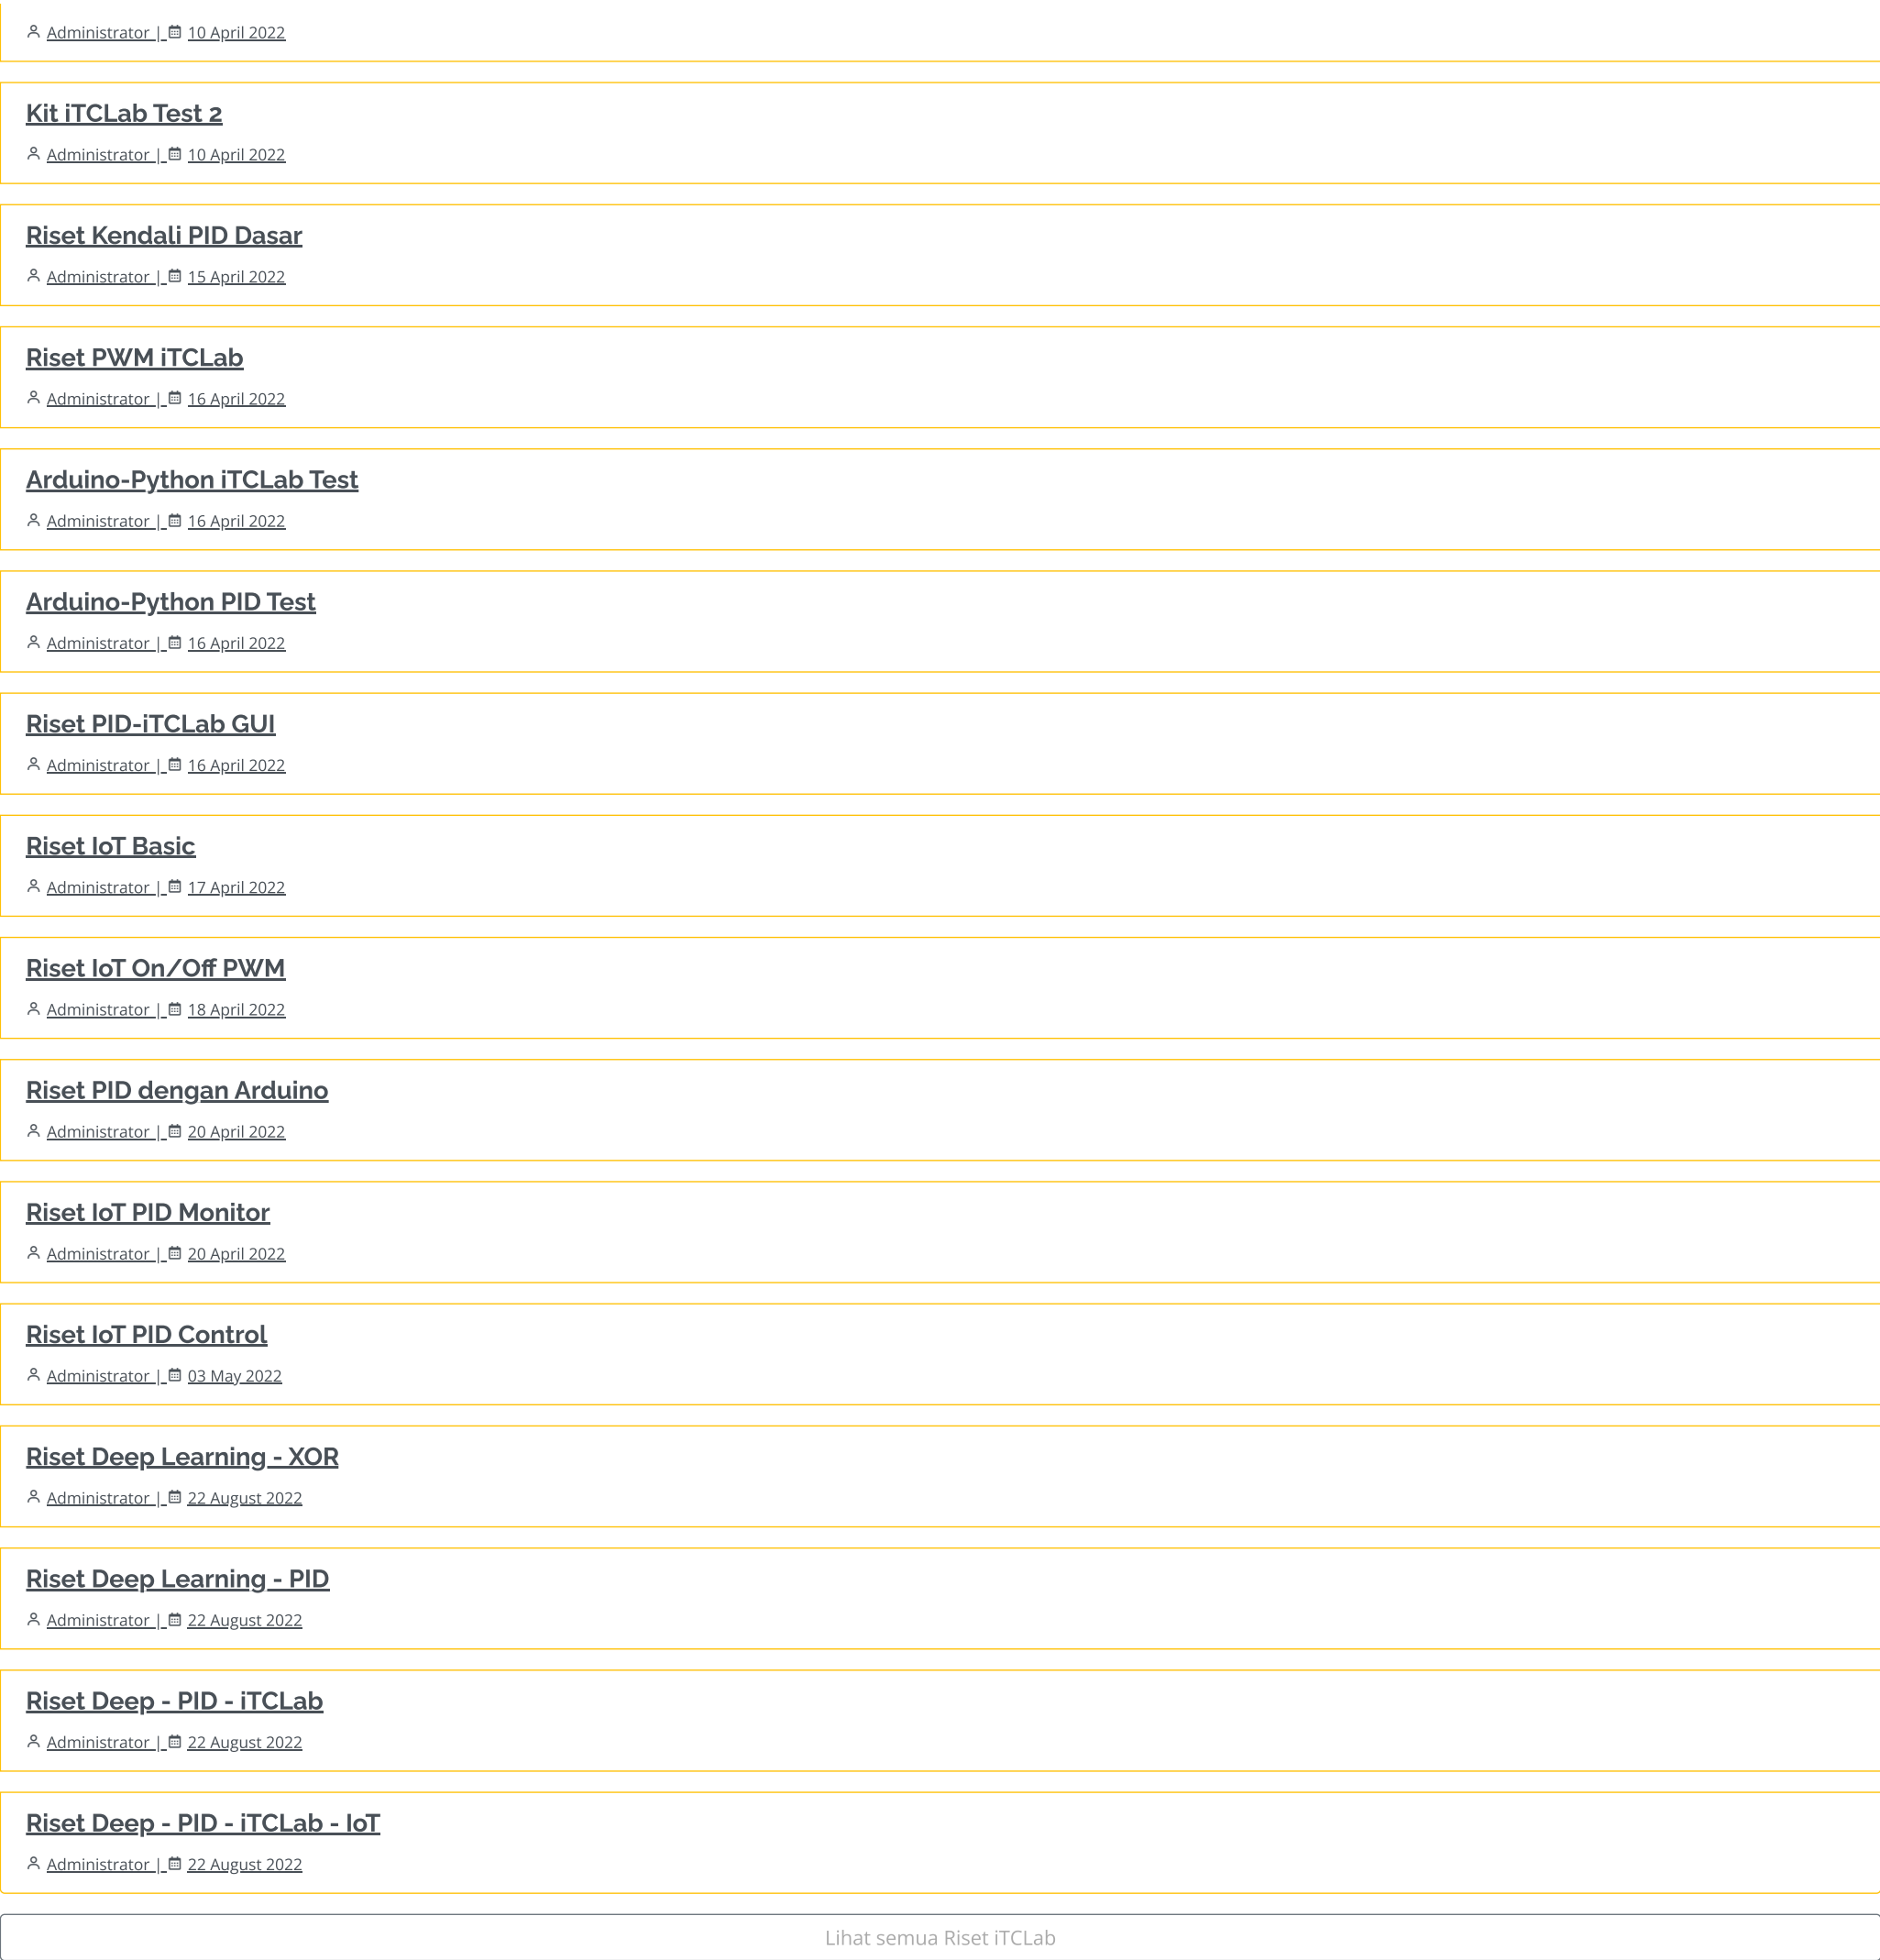 Administrator | 10 April 2022
Kit iTCLab Test 2
Administrator | 10 April 2022
Riset Kendali PID Dasar
Administrator | 15 April 2022
Riset PWM iTCLab
Administrator | 16 April 2022
Arduino-Python iTCLab Test
Administrator | 16 April 2022
Arduino-Python PID Test
Administrator | 16 April 2022
Riset PID-iTCLab GUI
Administrator | 16 April 2022
Riset IoT Basic
Administrator | 17 April 2022
Riset IoT On/Off PWM
Administrator | 18 April 2022
Riset PID dengan Arduino
Administrator | 20 April 2022
Riset IoT PID Monitor
Administrator | 20 April 2022
Riset IoT PID Control
Administrator | 03 May 2022
Riset Deep Learning - XOR
Administrator | 22 August 2022
Riset Deep Learning - PID
Administrator | 22 August 2022
Riset Deep - PID - iTCLab
Administrator | 22 August 2022
Riset Deep - PID - iTCLab - IoT
Administrator | 22 August 2022
Lihat semua Riset iTCLab